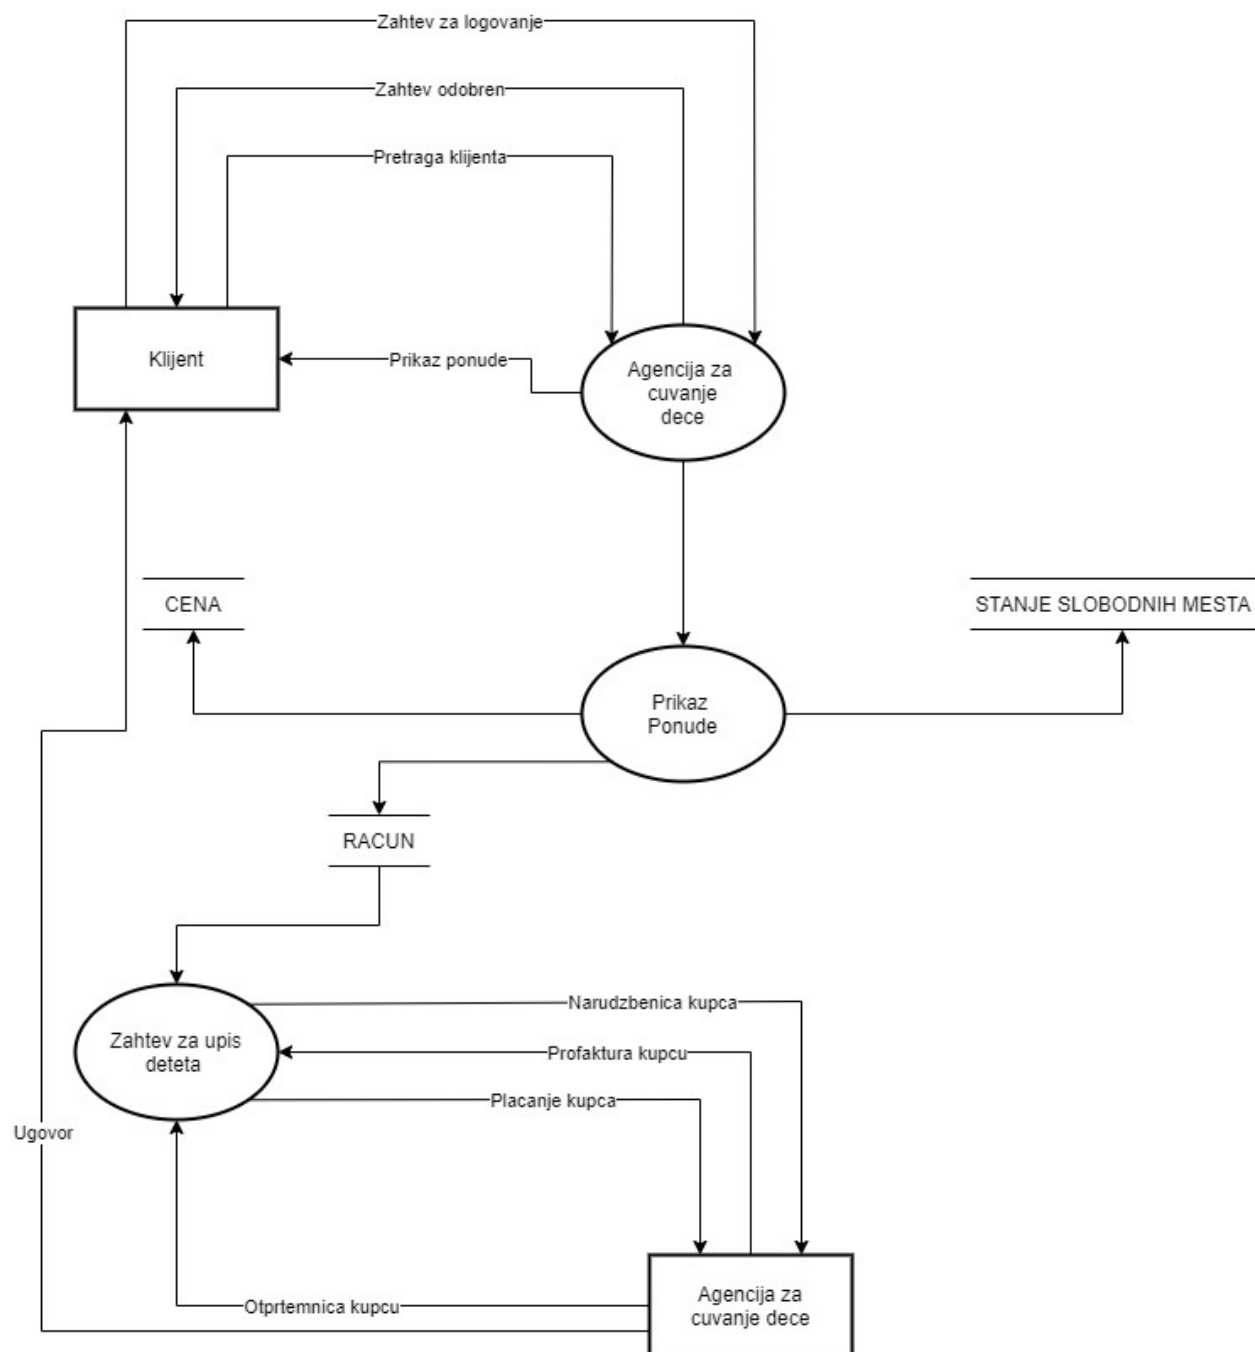 Zahtev za logovanje
Zahtev odobren
Pretraga klijenta
Klijent
Prikaz ponude
Agencija za
cuvanje
dece
CENA
STANJE SLOBODNIH MESTA
Prikaz
Ponude
RACUN
Zahtev za upis
deteta
Narudzbenica kupca
Profaktura kupcu
Placanje kupca
Ugovor
Otprtemnica kupcu
Agencija za
cuvanje dece